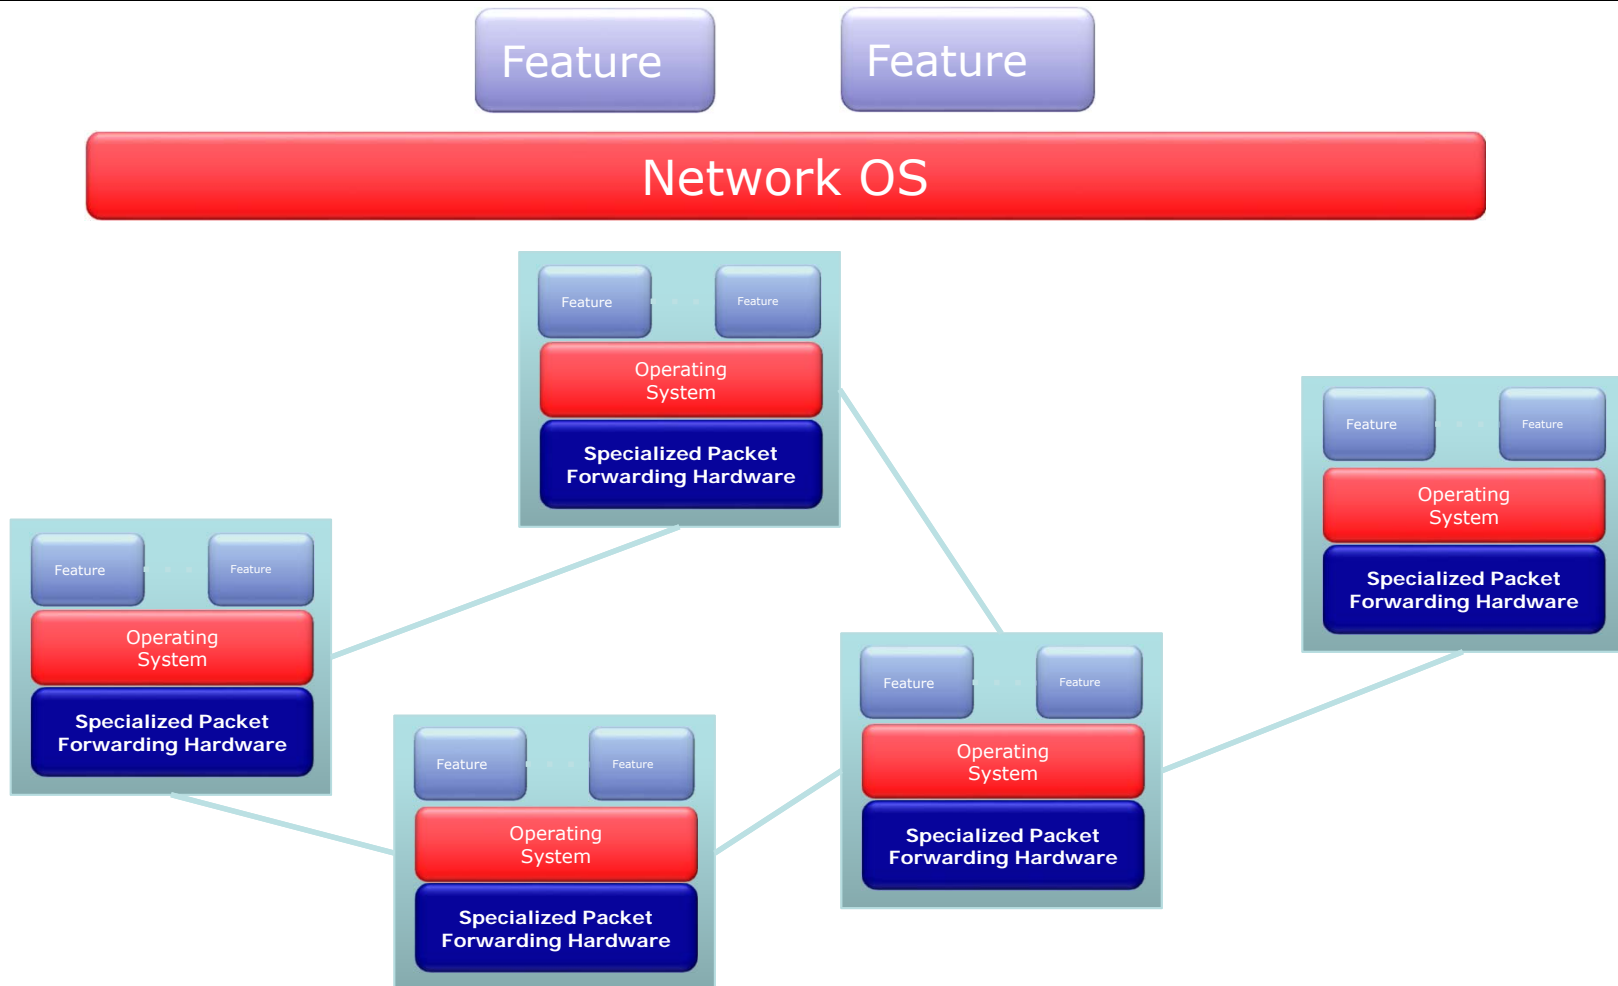 Feature
Feature
Network OS
Feature
Feature
Operating
System
Specialized Packet
Forwarding Hardware
Feature
Feature
Operating
System
Specialized Packet
Forwarding Hardware
Feature
Feature
Operating
System
Specialized Packet
Forwarding Hardware
Feature
Feature
Operating
System
Specialized Packet
Forwarding Hardware
Feature
Feature
Operating
System
Specialized Packet
Forwarding Hardware